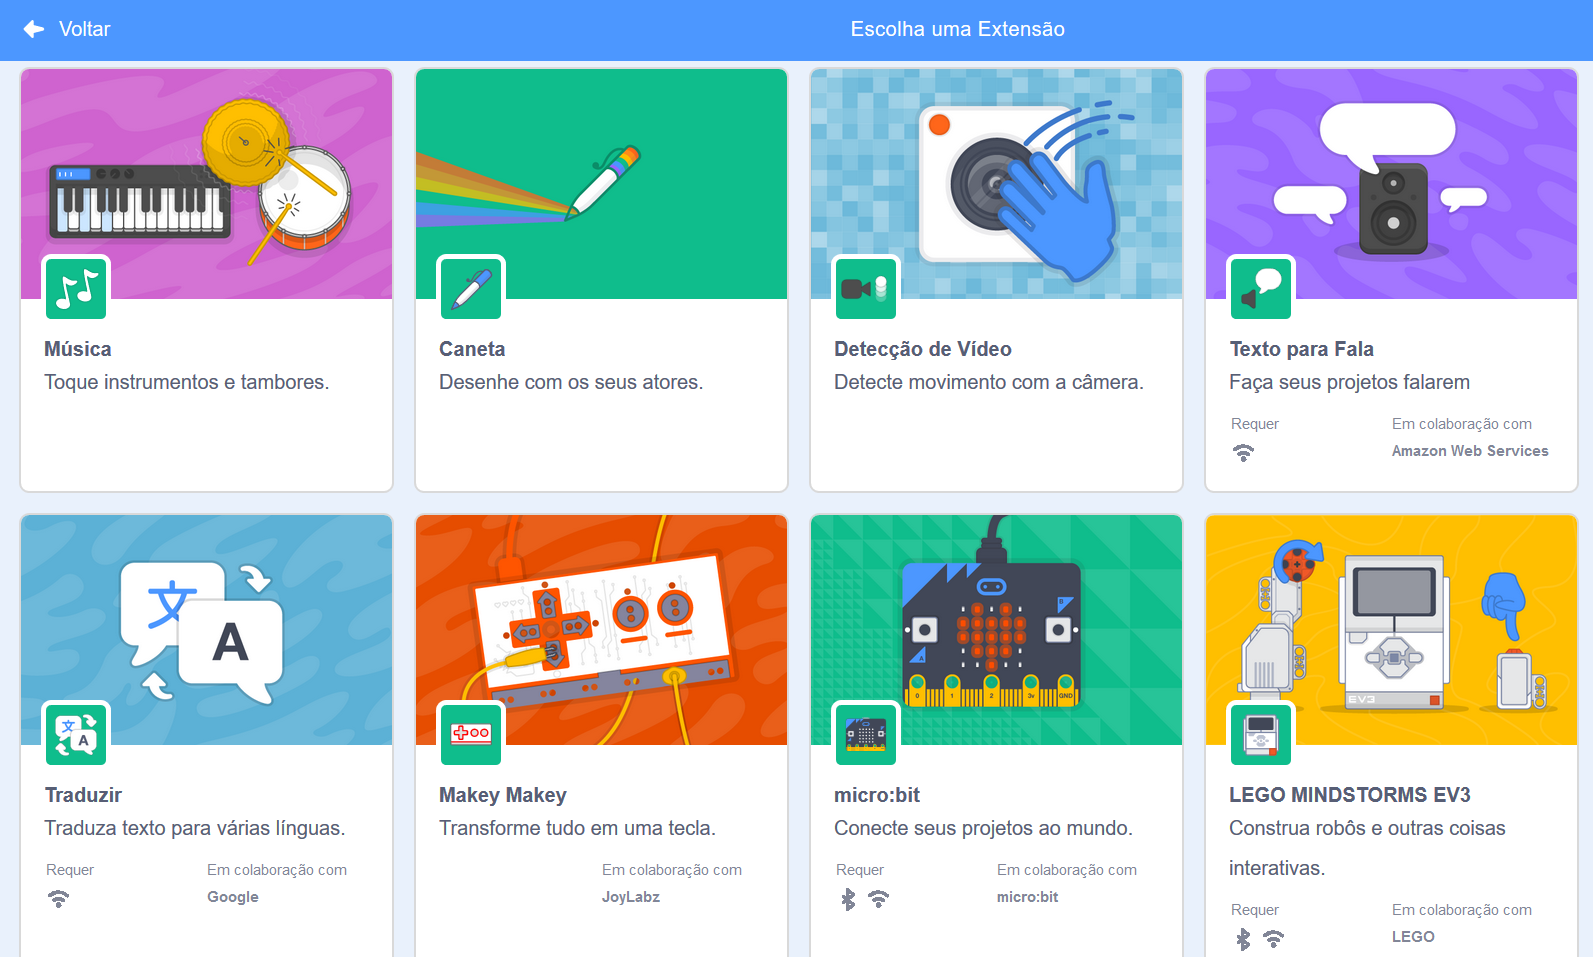 Voltar
Escolha uma Extensão
Música
Toque instrumentos e tambores.
Caneta
Desenhe com os seus atores.
Detecção de Vídeo
Detecte movimento com a câmera.
Texto para Fala
Faça seus projetos falarem
Requer
Em colaboração com
Amazon Web Services
文
A
文
A
Traduzir
Traduza texto para várias línguas.
Requer
Em colaboração com
Google
Makey Makey
Transforme tudo em uma tecla.
Em colaboração com
JoyLabz
B
A
0 1 2 3v GND
micro:bit
Conecte seus projetos ao mundo.
Requer
Em colaboração com
micro:bit
EV3
LEGO MINDSTORMS EV3
Construa robôs e outras coisas
interativas.
Requer
Em colaboração com
LEGO